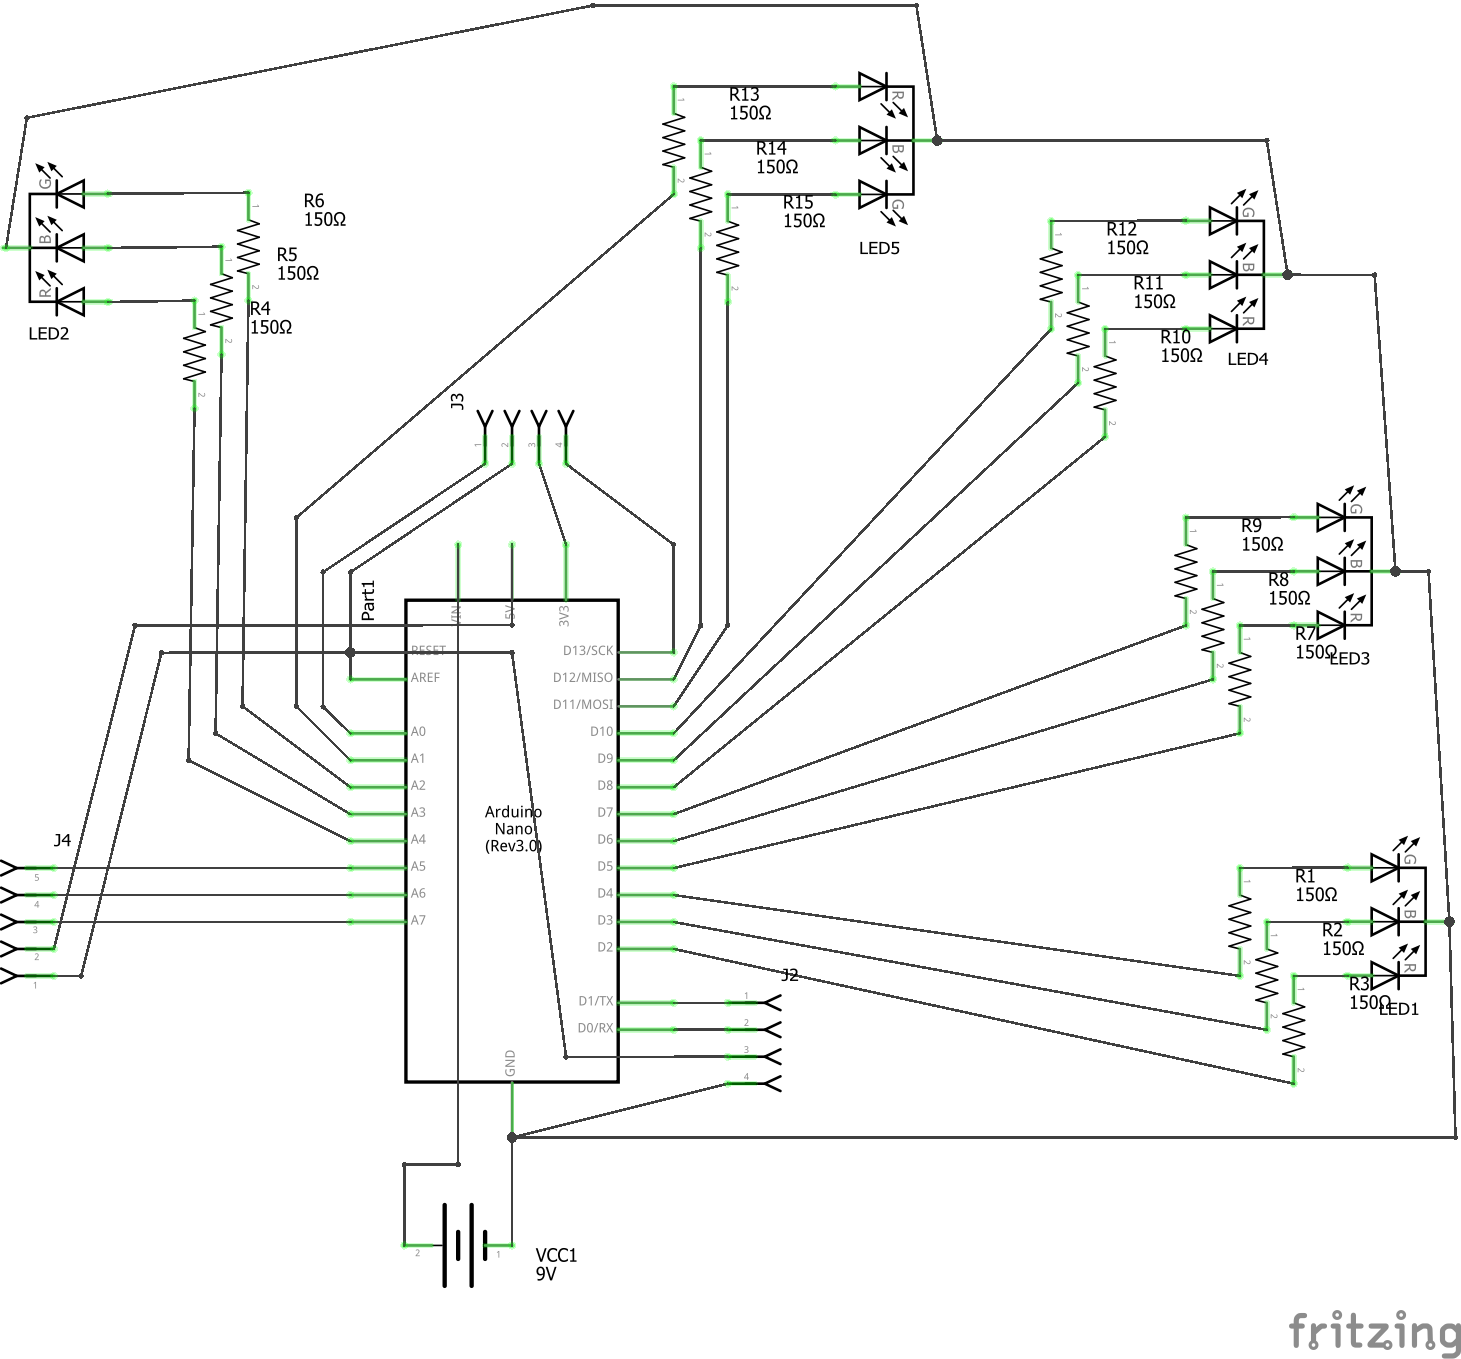 R13
150Ω
R14
150Ω
R15
150Ω
R
B
G
LED5
G
B
R
LED2
R6
150Ω
R5
150Ω
R4
150Ω
R12
150Ω
R11
150Ω
R10
150Ω
G
B
R
LED4
J3
1
2
3
4
R9
150Ω
R8
150Ω
R7
150Ω
G
B
R
LED3
Part1
VIN
5V
3V3
RESET
AREF
A0
A1
A2
A3
A4
A5
A6
A7
D13/SCK
D12/MISO
D11/MOSI
D10
D9
D8
D7
D6
D5
D4
D3
D2
D1/TX
D0/RX
GND
Arduino
Nano
(Rev3.0)
J4
5
4
3
2
1
J2
1
2
3
4
R1
150Ω
R2
150Ω
R3
150Ω
G
B
R
LED1
2
1
VCC1
9V
fritzing